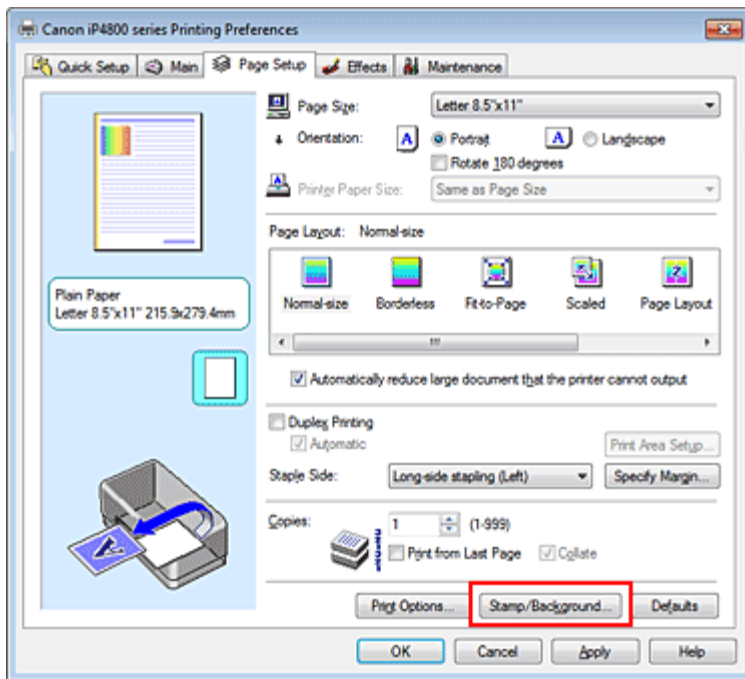 Canon iP4800 series Printing Preferences
Quick Setup Main Page Setup Effects Maintenance
Page Size: Letter 8.5"x11"
Orientation: A Portrait A Landscape
Rotate 180 degrees
Printer Paper Size: Same as Page Size
Page Layout: Normal-size
Normal-size Borderless Fit-to-Page Scaled Page Layout
Plain Paper
Letter 8.5"x11" 215.9x279.4mm
Automatically reduce large document that the printer cannot output
Duplex Printing
Automatic Print Area Setup...
Staple Side: Long-side stapling (Left) Specify Margin...
Copies: 1 (1-999)
Print from Last Page Collate
Print Options... Stamp/Background... Defaults
OK Cancel Apply Help